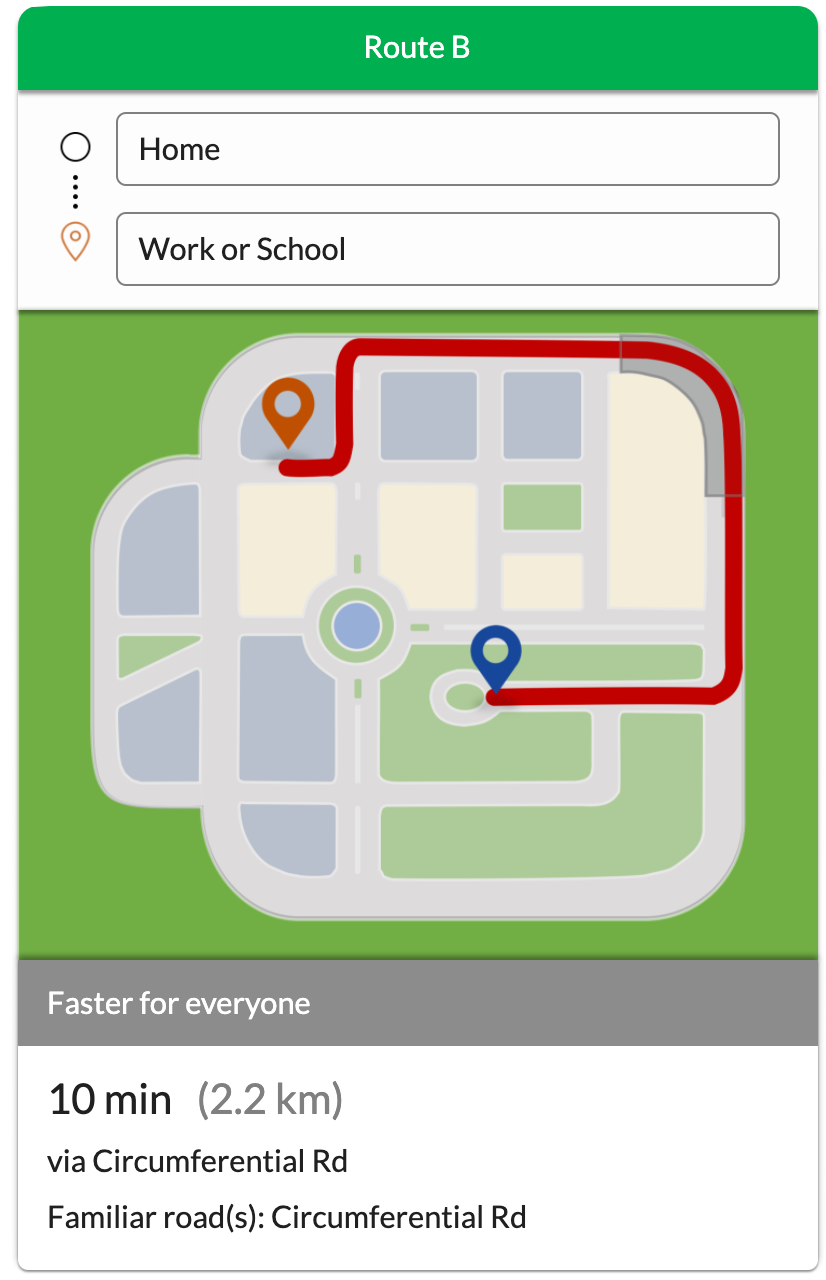 Route B
Home
Work or School
Faster for everyone
10 min (2.2 km)
via Circumferential Rd
Familiar road(s): Circumferential Rd